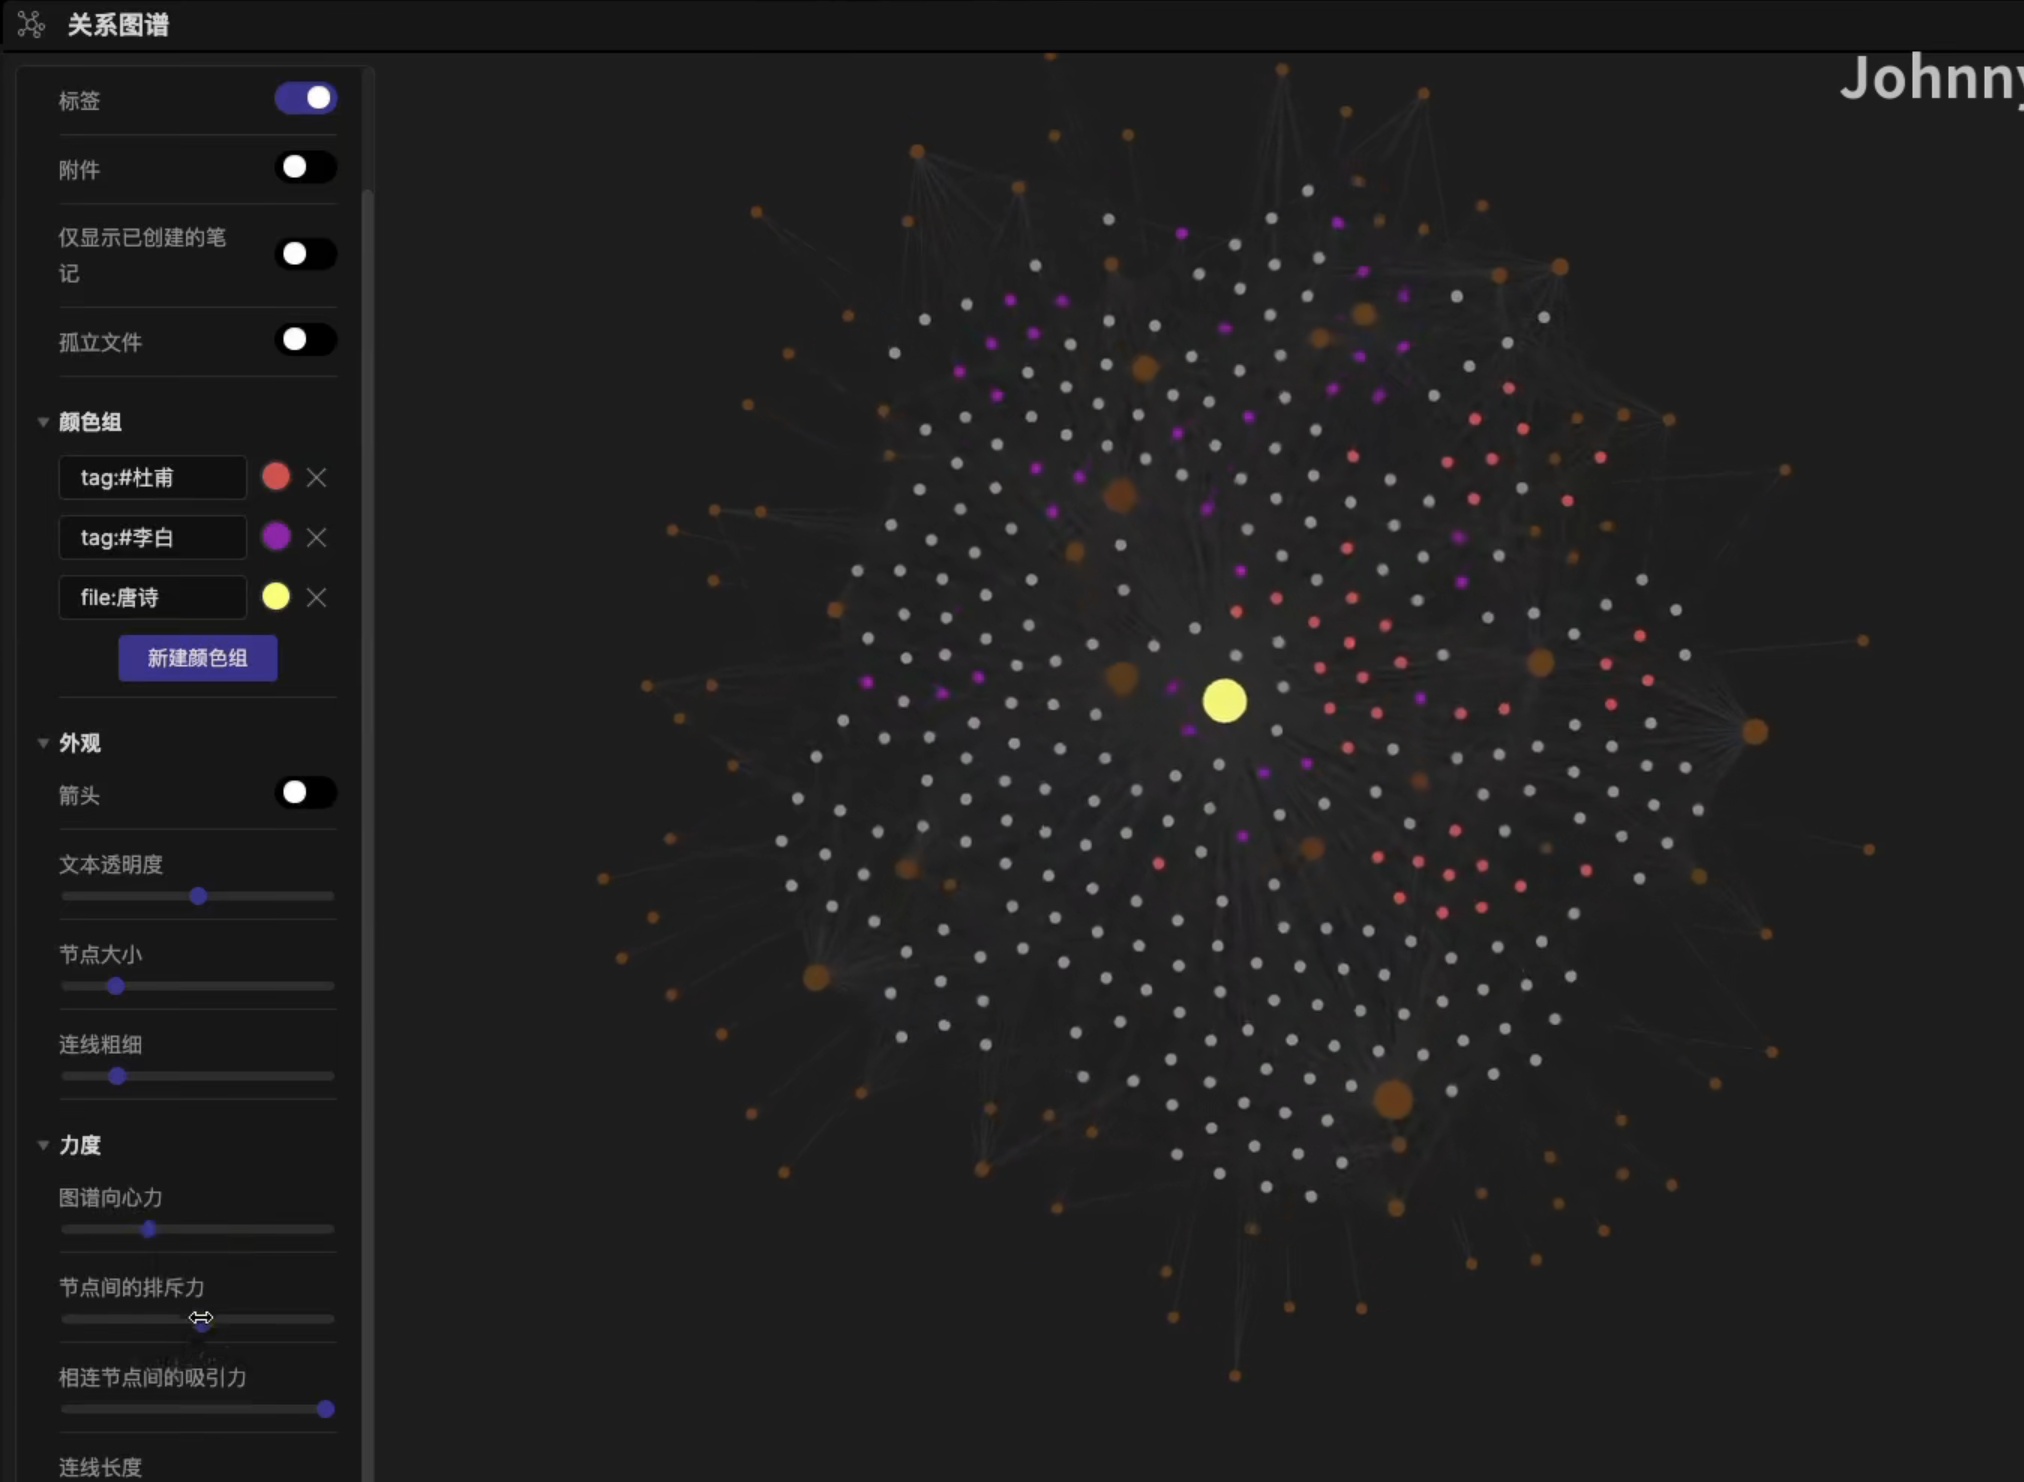 关系图谱
Johnny
标签
附件
仅显示已创建的笔
记
孤立文件
颜色组
tag:#杜甫
tag:#李白
file:唐诗
新建颜色组
外观
箭头
文本透明度
节点大小
连线粗细
力度
图谱向心力
节点间的排斥力
相连节点间的吸引力
连线长度